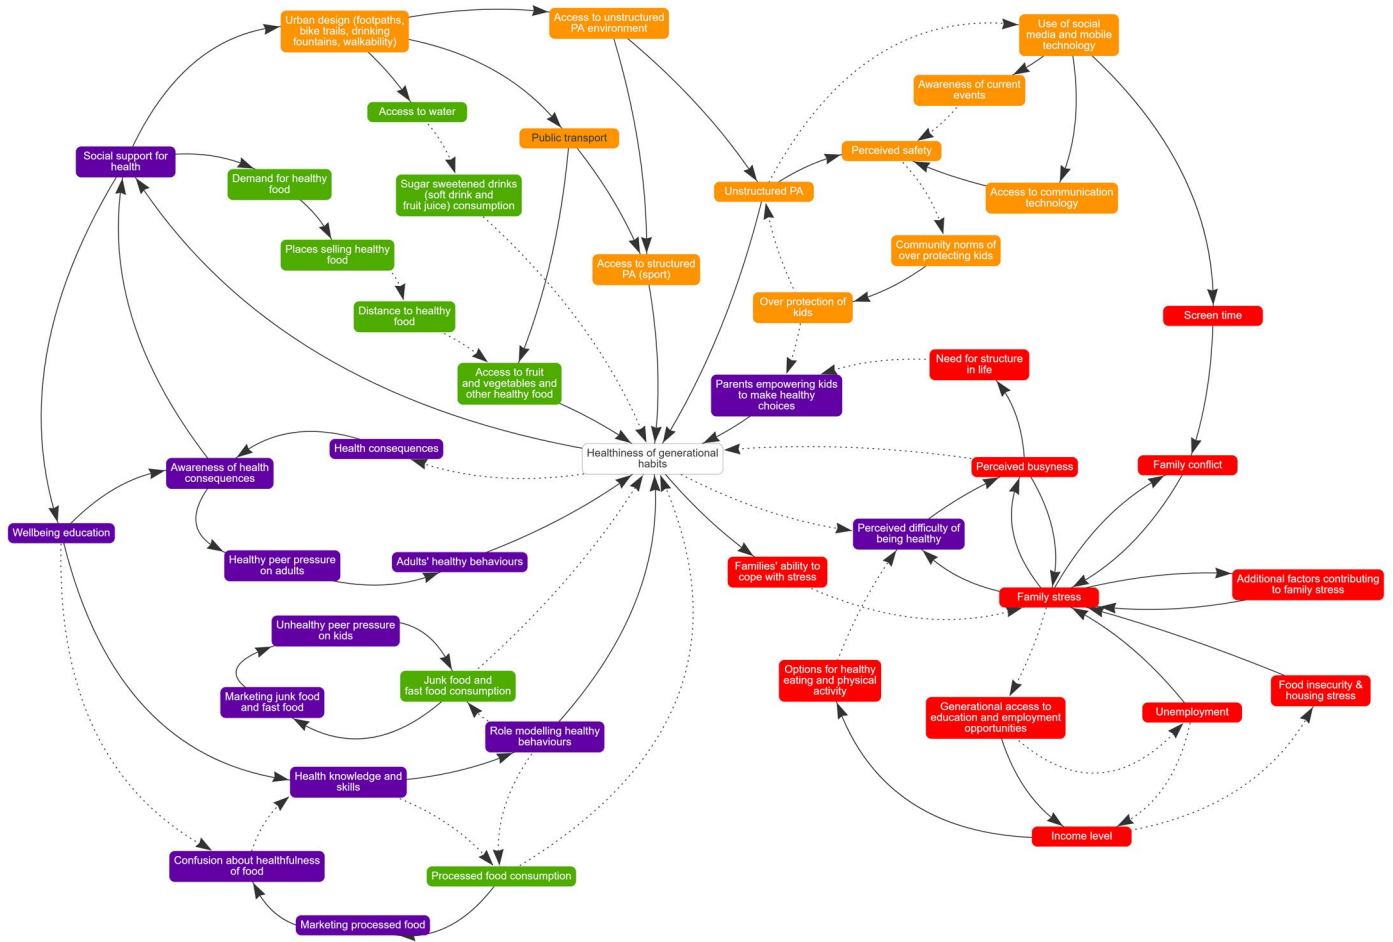 Urban design (footpaths,
bike trails, drinking
fountains, walkability)
Access to unstructured
PA environment
Use of social
media and mobile
technology
Awareness of current
events
Access to water
Public transport
Perceived safety
Social support for
health
Demand for healthy
food
Sugar sweetened drinks
(soft drink and
fruit juice) consumption
Unstructured PA
Access to communication
technology
Places selling healthy
food
Community norms of
over protecting kids
Access to structured
PA (sport)
Distance to healthy
food
Over protection of
kids
Screen time
Access to fruit
and vegetables and
other healthy food
Need for structure
in life
Parents empowering kids
to make healthy
choices
Health consequences
Healthiness of generational
habits
Awareness of health
consequences
Perceived busyness
Family conflict
Wellbeing education
Perceived difficulty of
being healthy
Healthy peer pressure
on adults
Adults' healthy behaviours
Families' ability to
cope with stress
Family stress
Additional factors contributing
to family stress
Unhealthy peer pressure
on kids
Junk food and
fast food consumption
Options for healthy
eating and physical
activity
Food insecurity &
housing stress
Marketing junk food
and fast food
Generational access to
education and employment
opportunities
Unemployment
Role modelling healthy
behaviours
Health knowledge and
skills
Income level
Confusion about healthfulness
of food
Processed food consumption
Marketing processed food